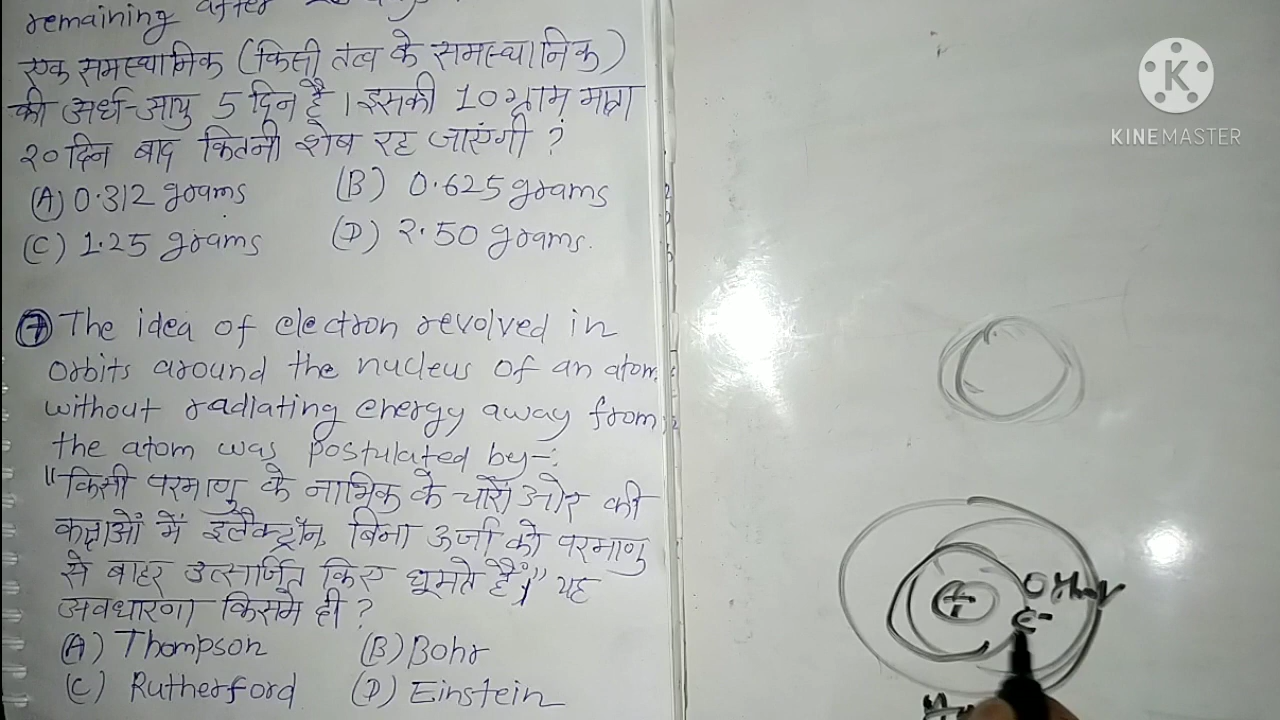 remaining after
एक समस्थानिक (किसी तत्व के समस्थानिक)
की अर्ध-आयु 5 दिन है। इसकी 10 ग्राम मात्रा
२० दिन बाद कितनी शेष रह जाएंगी ?
(A) 0.312 grams (B) 0.625 grams
(C) 1.25 grams (D) 2.50 grams.
⑦ The idea of electron revolved in
orbits around the nucleus of an atom
without radiating energy away from
the atom was postulated by-:
"किसी परमाणु के नाभिक के चारों ओर की
कक्षाओं में इलैक्ट्रॉन, बिना ऊर्जा को परमाणु
से बाहर उत्सर्जित किए घूमते हैं।" यह
अवधारणा किसमे दी ?
(A) Thompson (B) Bohr
(C) Rutherford (D) Einstein
K
KINEMASTER
+
e-